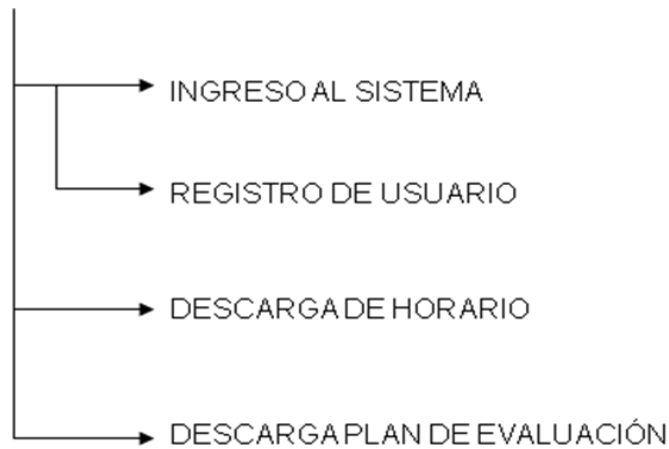 INGRESO AL SISTEMA
REGISTRO DE USUARIO
DESCARGA DE HORARIO
DESCARGA PLAN DE EVALUACIÓN